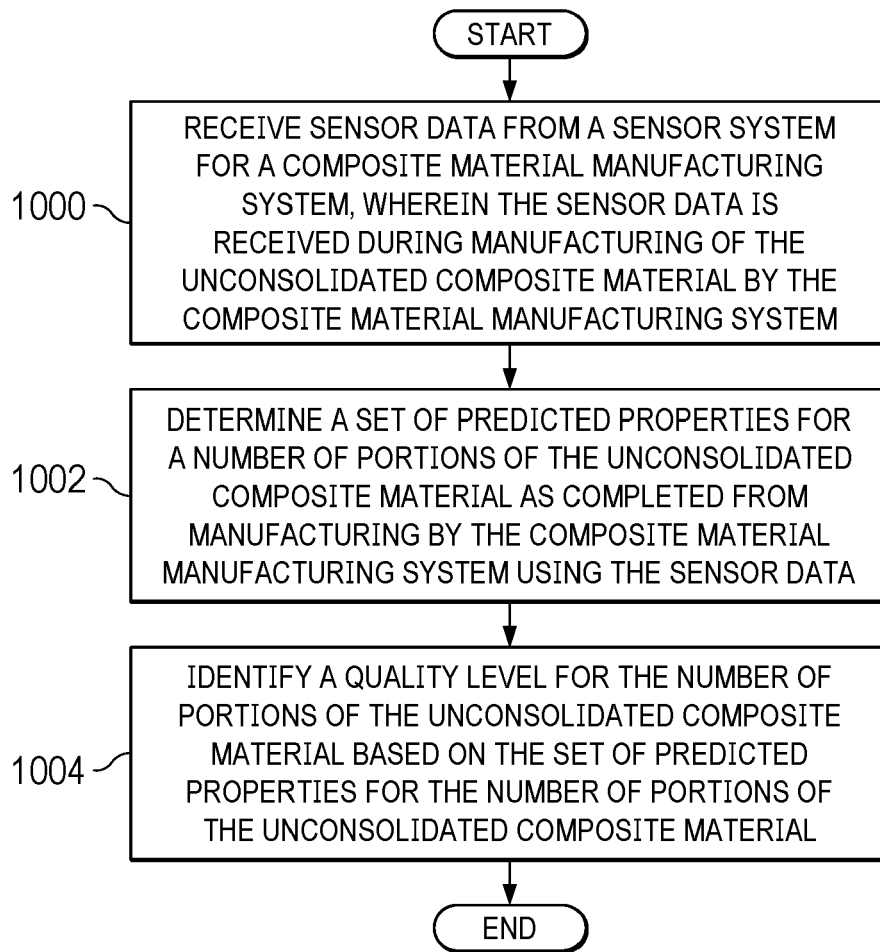 START
1000
RECEIVE SENSOR DATA FROM A SENSOR SYSTEM
FOR A COMPOSITE MATERIAL MANUFACTURING
SYSTEM, WHEREIN THE SENSOR DATA IS
RECEIVED DURING MANUFACTURING OF THE
UNCONSOLIDATED COMPOSITE MATERIAL BY THE
COMPOSITE MATERIAL MANUFACTURING SYSTEM
1002
DETERMINE A SET OF PREDICTED PROPERTIES FOR
A NUMBER OF PORTIONS OF THE UNCONSOLIDATED
COMPOSITE MATERIAL AS COMPLETED FROM
MANUFACTURING BY THE COMPOSITE MATERIAL
MANUFACTURING SYSTEM USING THE SENSOR DATA
1004
IDENTIFY A QUALITY LEVEL FOR THE NUMBER OF
PORTIONS OF THE UNCONSOLIDATED COMPOSITE
MATERIAL BASED ON THE SET OF PREDICTED
PROPERTIES FOR THE NUMBER OF PORTIONS OF
THE UNCONSOLIDATED COMPOSITE MATERIAL
END